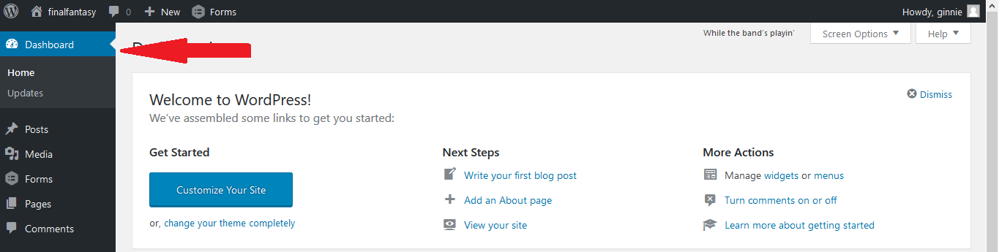 finalfantasy 0 New Forms Howdy, ginnie
Dashboard
Home
Updates
Posts
Media
Forms
Pages
Comments
While the band's playin' Screen Options Help
Welcome to WordPress!
Dismiss
We've assembled some links to get you started:
Get Started
Customize Your Site
or, change your theme completely
Next Steps
Write your first blog post
Add an About page
View your site
More Actions
Manage widgets or menus
Turn comments on or off
Learn more about getting started